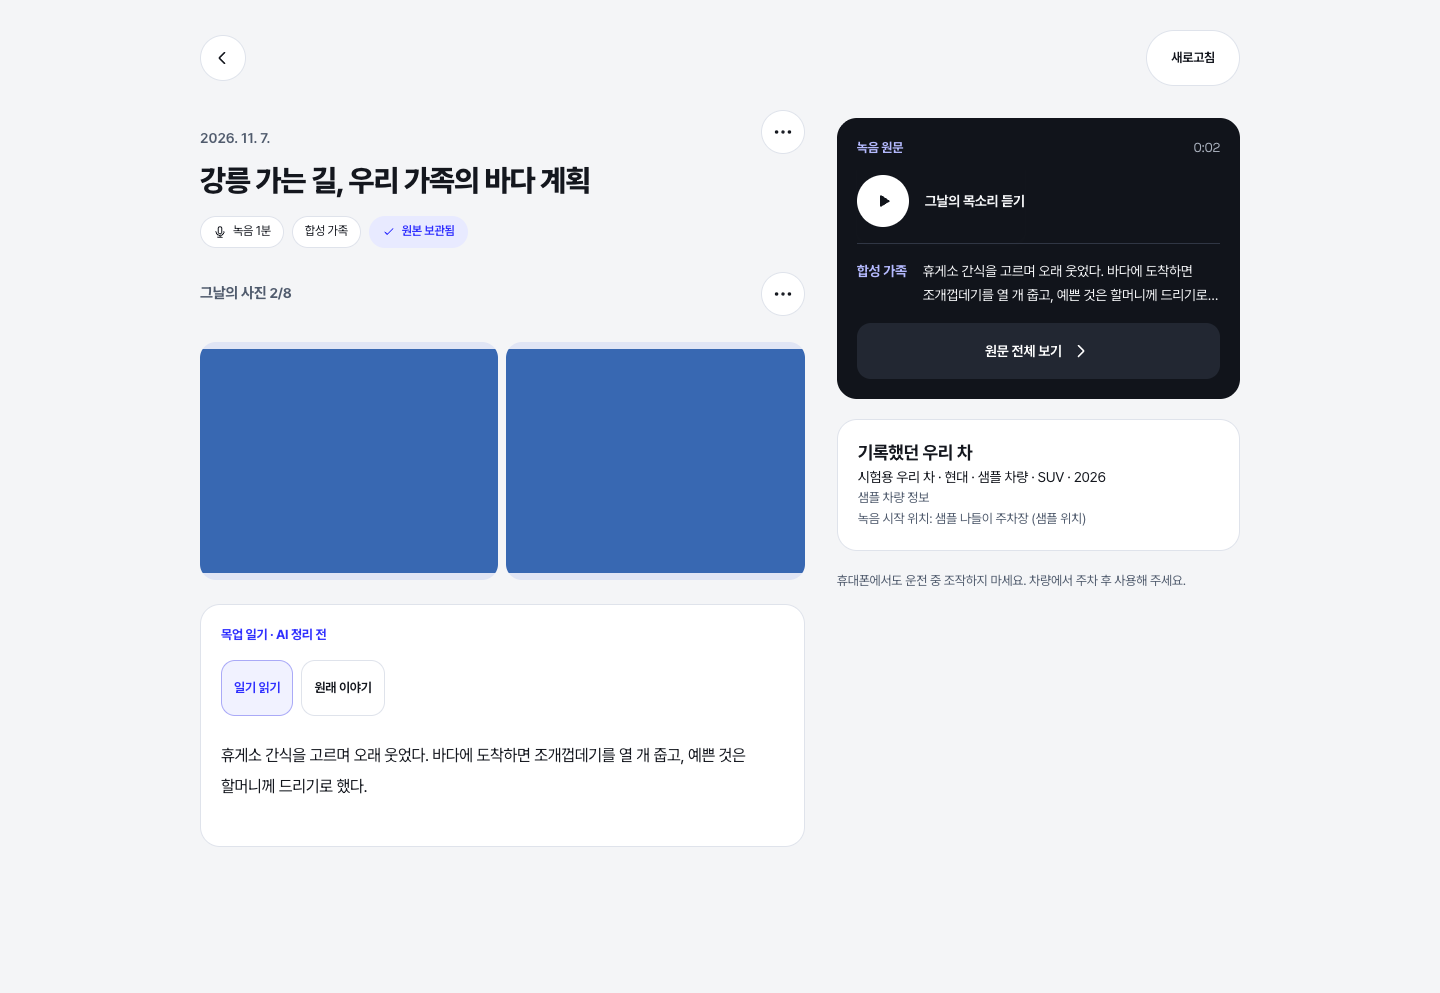 새로고침
2026. 11. 7.
강릉 가는 길, 우리 가족의 바다 계획
녹음 1분
합성 가족
원본 보관됨
그날의 사진 2/8
목업 일기 · AI 정리 전
일기 읽기
원래 이야기
휴게소 간식을 고르며 오래 웃었다. 바다에 도착하면 조개껍데기를 열 개 줍고, 예쁜 것은
할머니께 드리기로 했다.
녹음 원문
0:02
그날의 목소리 듣기
합성 가족
휴게소 간식을 고르며 오래 웃었다. 바다에 도착하면
조개껍데기를 열 개 줍고, 예쁜 것은 할머니께 드리기로...
원문 전체 보기
기록했던 우리 차
시험용 우리 차 · 현대 · 샘플 차량 · SUV · 2026
샘플 차량 정보
녹음 시작 위치: 샘플 나들이 주차장 (샘플 위치)
휴대폰에서도 운전 중 조작하지 마세요. 차량에서 주차 후 사용해 주세요.